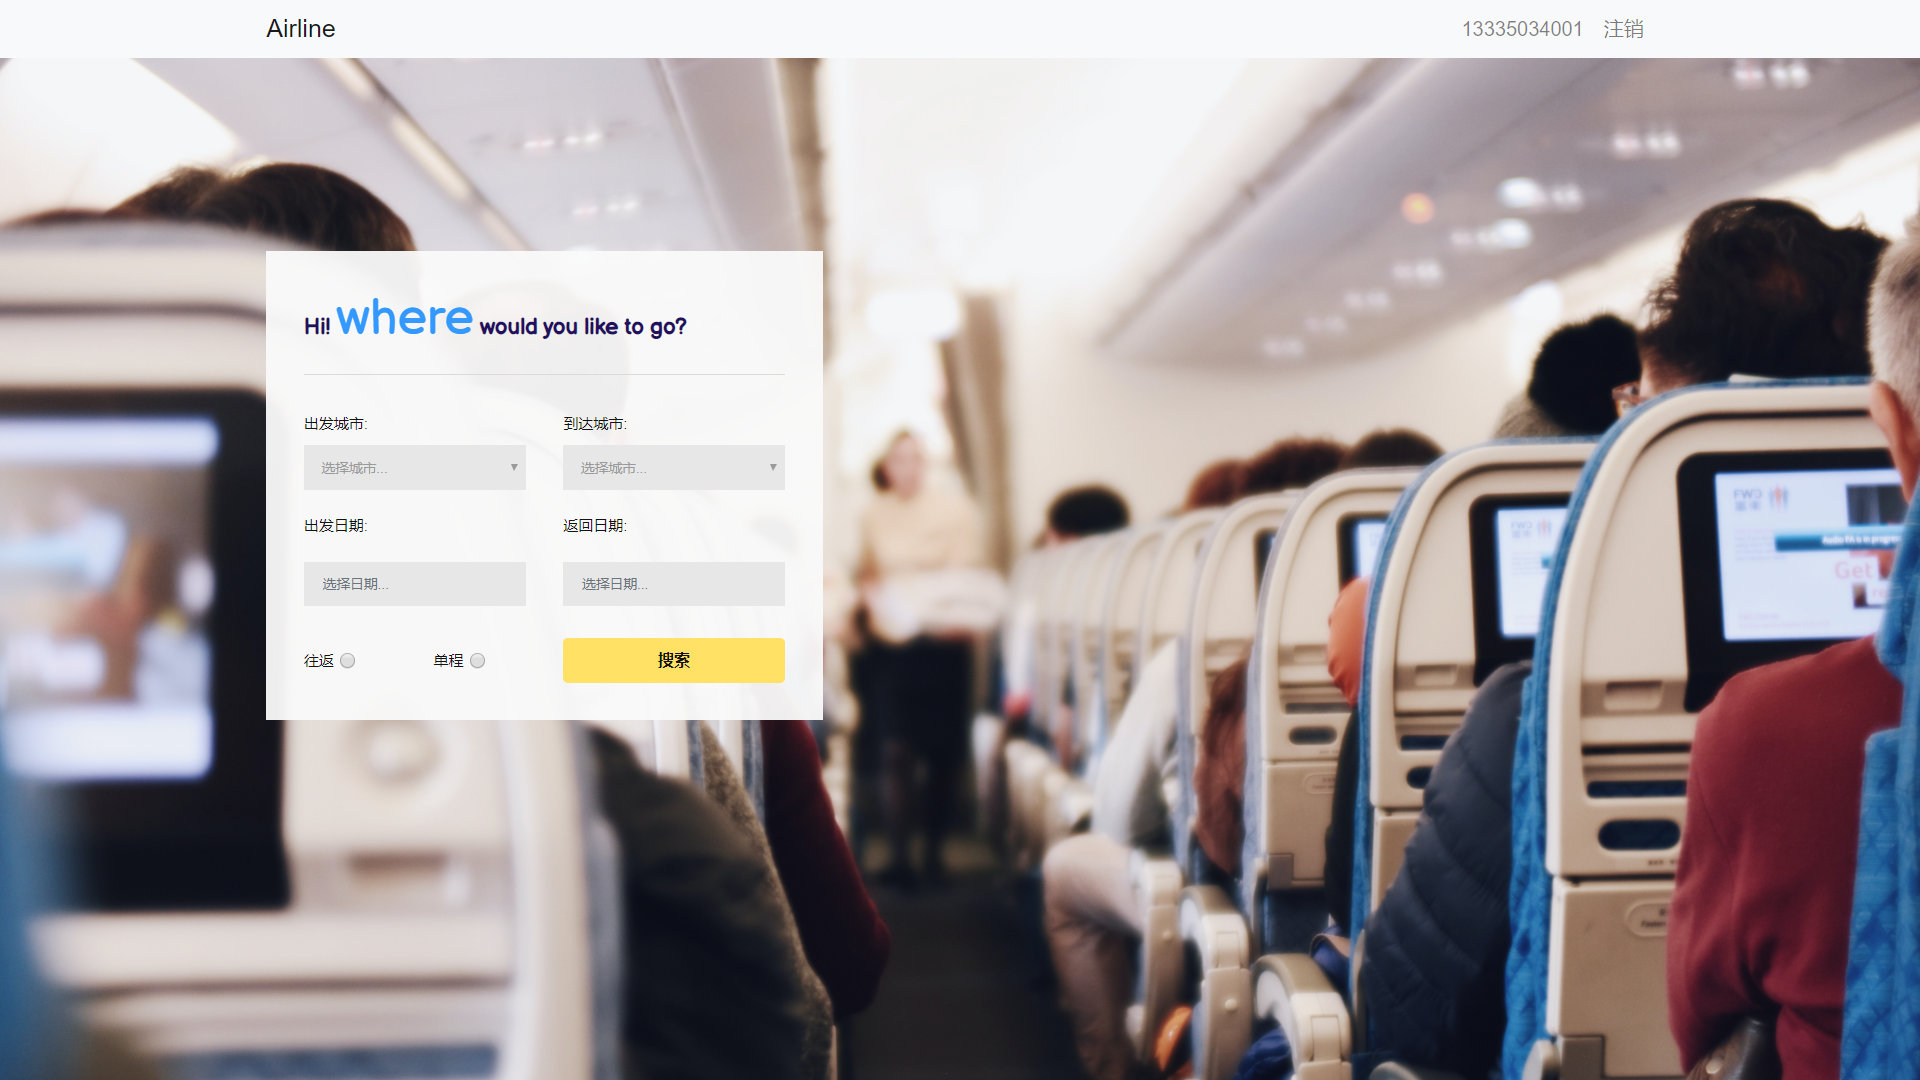 Airline
13335034001 注销
Hi! where would you like to go?
出发城市: 到达城市:
选择城市... 选择城市...
出发日期: 返回日期:
选择日期... 选择日期...
往返 单程 搜索
Get